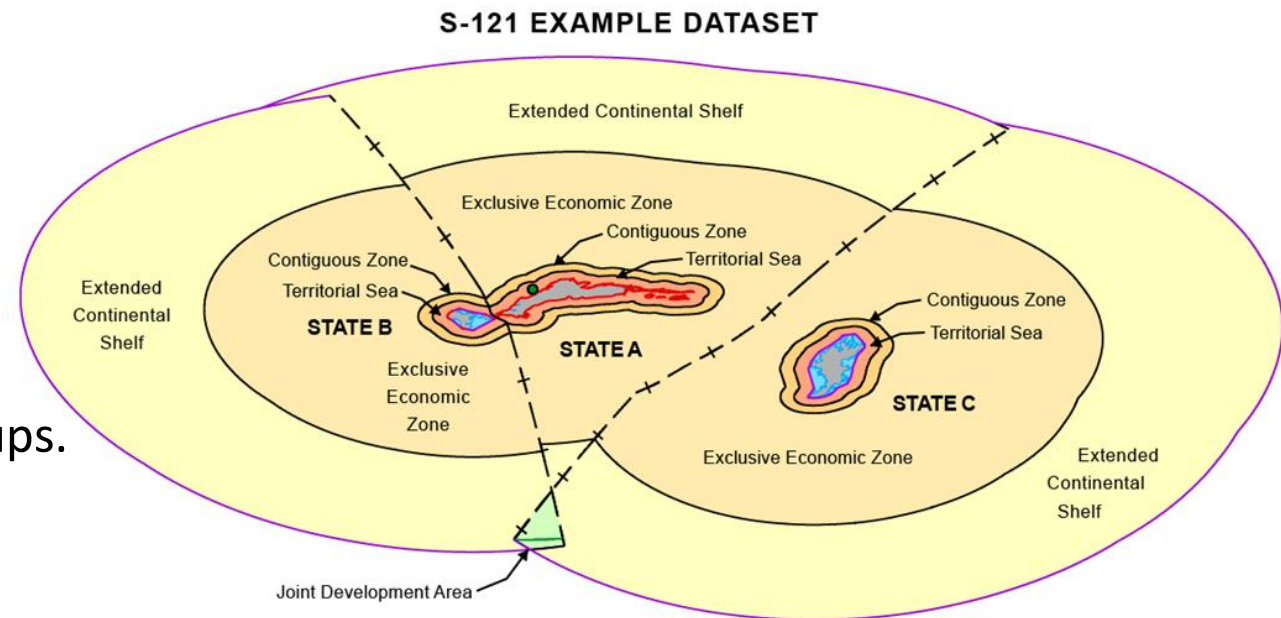 S-121 EXAMPLE DATASET
Extended Continental Shelf
Exclusive Economic Zone
Contiguous Zone
Territorial Sea
Contiguous Zone
Territorial Sea
STATE B
STATE A
Extended
Continental
Shelf
Exclusive
Economic
Zone
Contiguous Zone
Territorial Sea
STATE C
Exclusive Economic Zone
Extended
Continental
Shelf
ups.
Joint Development Area